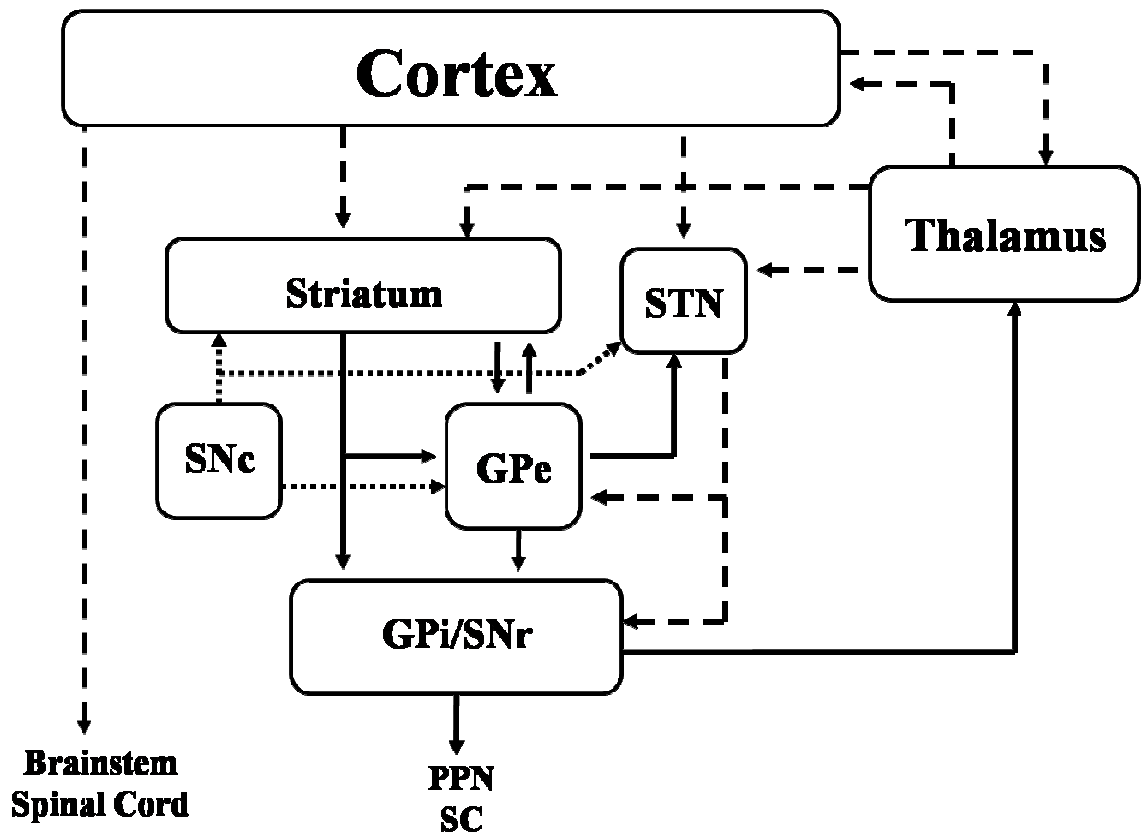 Cortex
Thalamus
Striatum
STN
SNc
GPe
GPi/SNr
Brainstem
Spinal Cord
PPN
SC